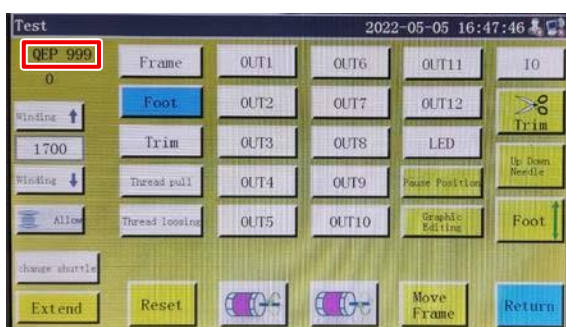 Test
2022-05-05 16:47:46
QEP 999
0
Frame
OUT1
OUT6
OUT11
IO
Winding
Foot
OUT2
OUT7
OUT12
Trim
1700
Trim
OUT3
OUT8
LED
Up Down
Needle
Winding
Thread pull
OUT4
OUT9
Pause Position
Allow
Thread loosing
OUT5
OUT10
Graphic
Editing
Foot
change shuttle
Extend
Reset
Move
Frame
Return